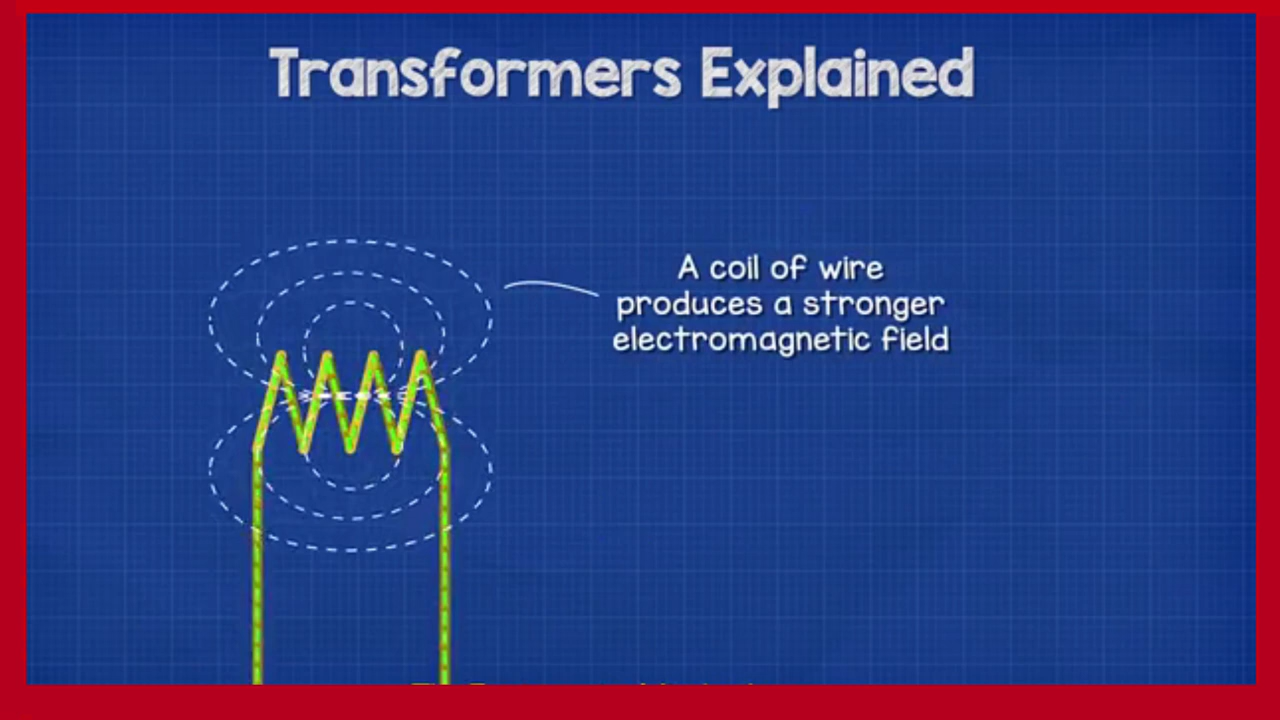 Transformers Explained
A coil of wire
produces a stronger
electromagnetic field